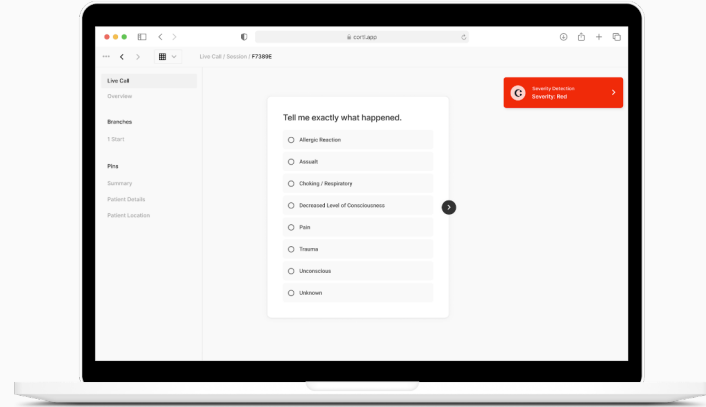 corti.app
Live Call / Session / F7389E
Live Call
Overview
Branches
1 Start
Pins
Summary
Patient Details
Patient Location
Tell me exactly what happened.
Allergic Reaction
Assualt
Choking / Respiratory
Decreased Level of Consciousness
Pain
Trauma
Unconscious
Unknown
Severity Detection
Severity: Red